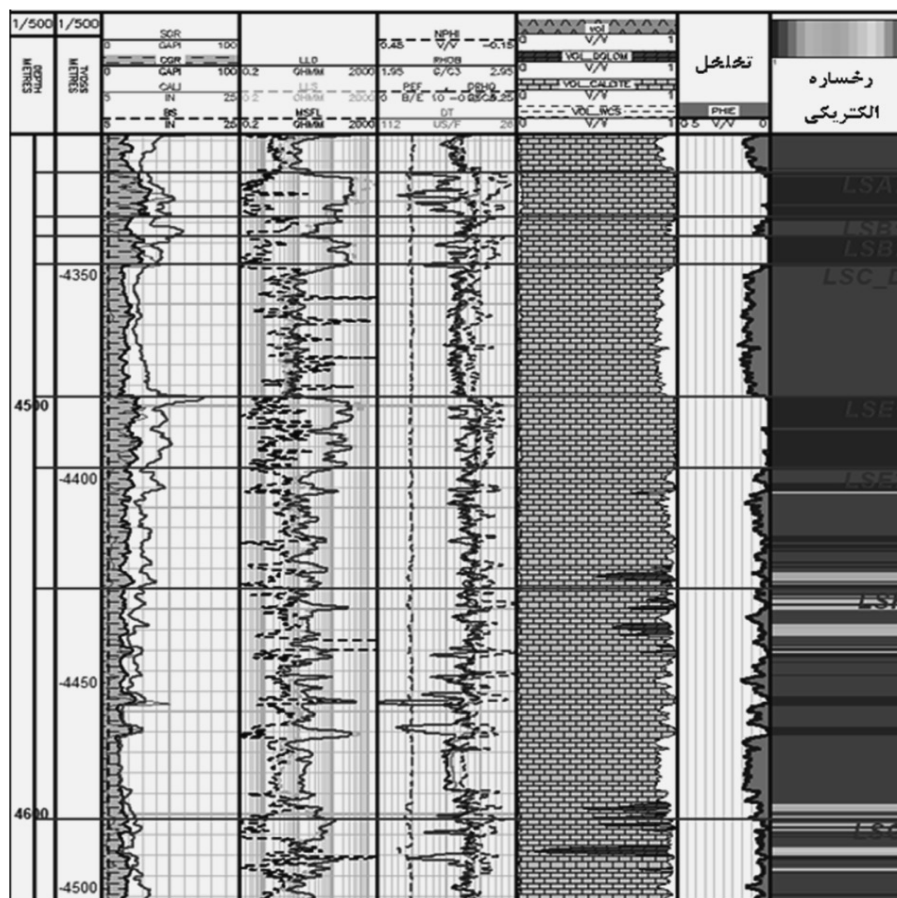 1/500
1/500
DEPTH
METRES
TVDSS
METRES
SGR
0 GAPI 100
CGR
0 GAPI 100
CALI
5 IN 25
BS
5 IN 25
LLD
0.2 OHMM 2000
LLS
0.2 OHMM 2000
MSFL
0.2 OHMM 2000
NPHI
0.45 V/V -0.15
RHOB
1.95 G/C3 2.95
PEF DRHO
0 B/E 10
DT
112 US/F
vol
0 V/V 1
VOL_DOLOM
0 V/V 1
VOL_CALCITE
0 V/V 1
VOL_WCS
0 V/V 1
تخلخل
PHIE
0.5 V/V 0
رخساره
الکتریکی
LSA
LSB
LSB
-4350
LSC_D
4500
LSE
-4400
LSE
-4450
4600
-4500